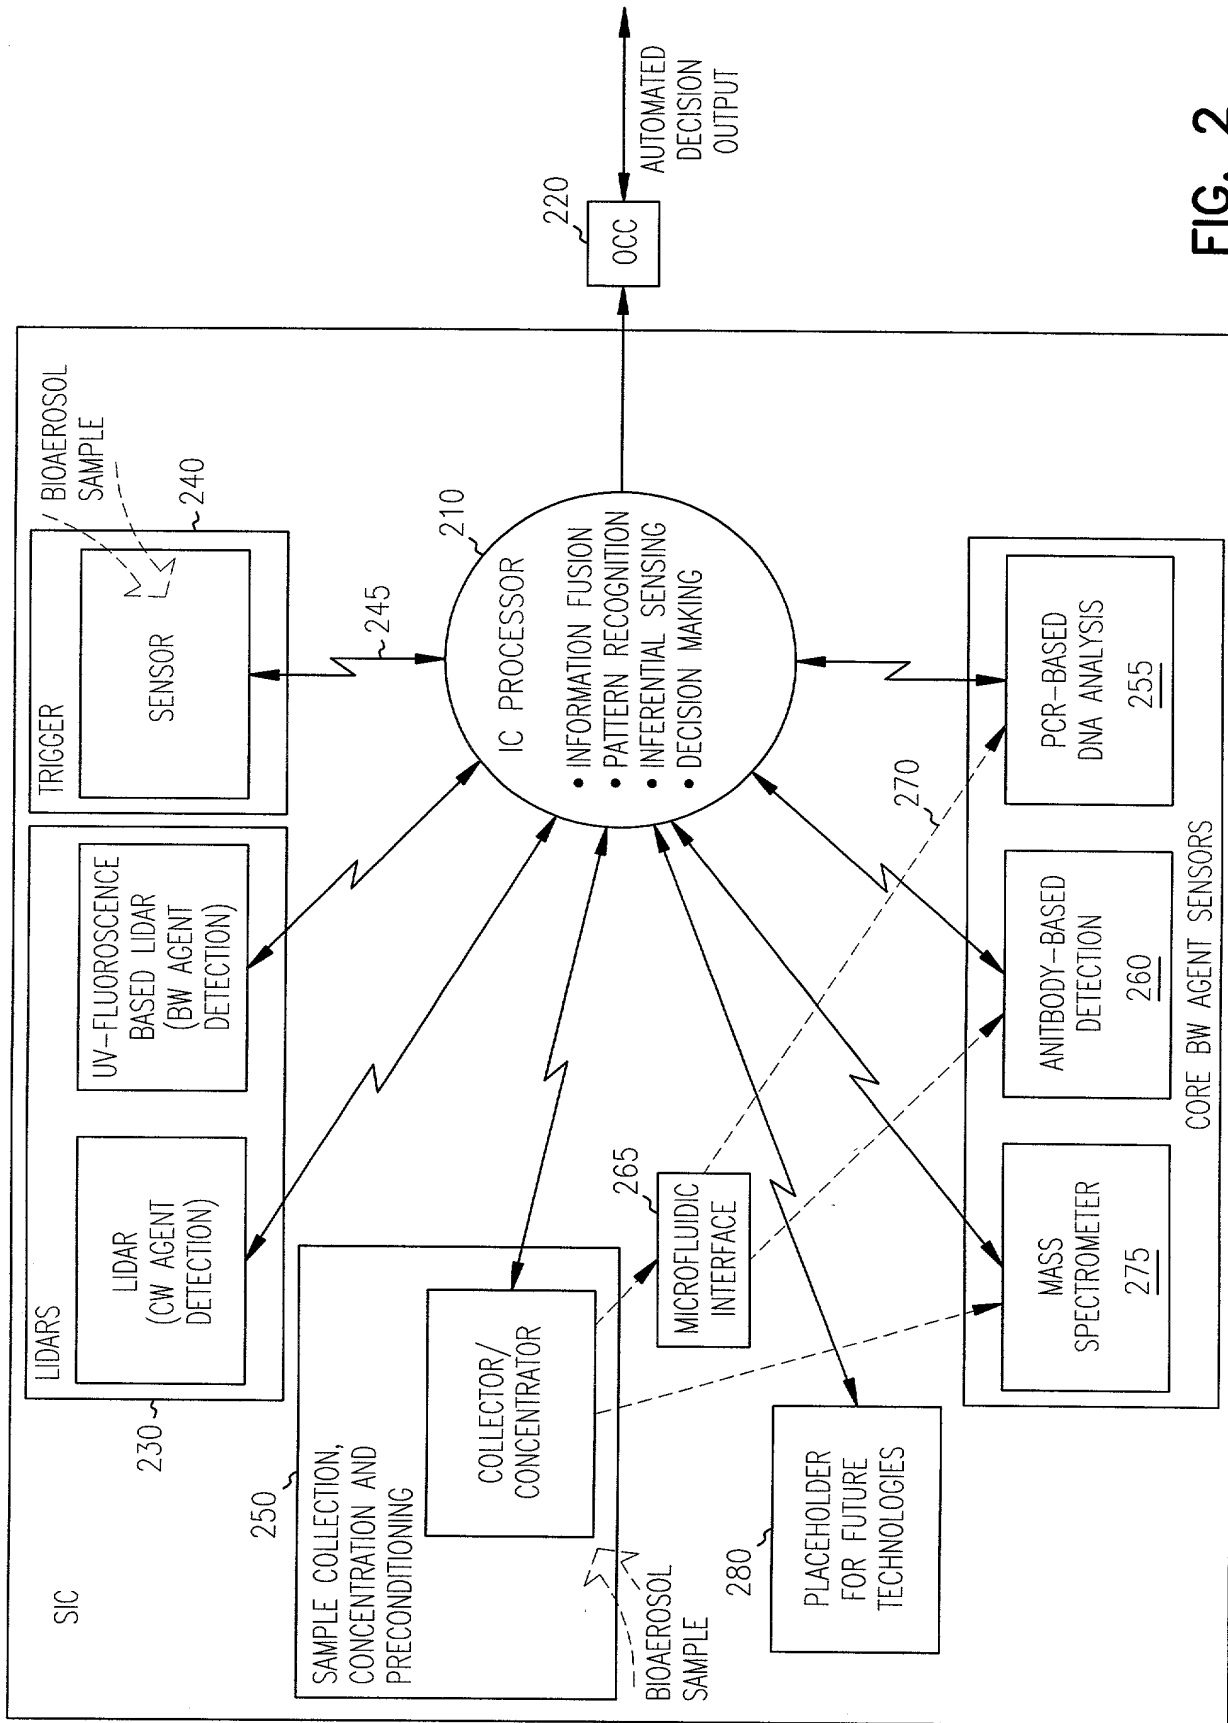 SIC
LIDARS
LIDAR
(CW AGENT
DETECTION)
UV-FLUOROSCENCE
BASED LIDAR
(BW AGENT
DETECTION)
230
TRIGGER
SENSOR
BIOAEROSOL
SAMPLE
240
245
250
SAMPLE COLLECTION,
CONCENTRATION AND
PRECONDITIONING
COLLECTOR/
CONCENTRATOR
BIOAEROSOL
SAMPLE
210
IC PROCESSOR
• INFORMATION FUSION
• PATTERN RECOGNITION
• INFERENTIAL SENSING
• DECISION MAKING
220
OCC
AUTOMATED
DECISION
OUTPUT
265
MICROFLUIDIC
INTERFACE
270
280
PLACEHOLDER
FOR FUTURE
TECHNOLOGIES
MASS
SPECTROMETER
275
ANITBODY-BASED
DETECTION
260
PCR-BASED
DNA ANALYSIS
255
CORE BW AGENT SENSORS
FIG. 2